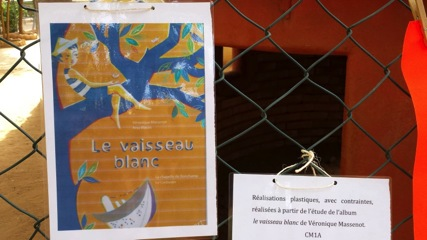 Le vaisseau
blanc
Réalisations plastiques, avec contraintes,
réalisées à partir de l'étude de l'album
le vaisseau blanc de Véronique Massenot.
CM1A